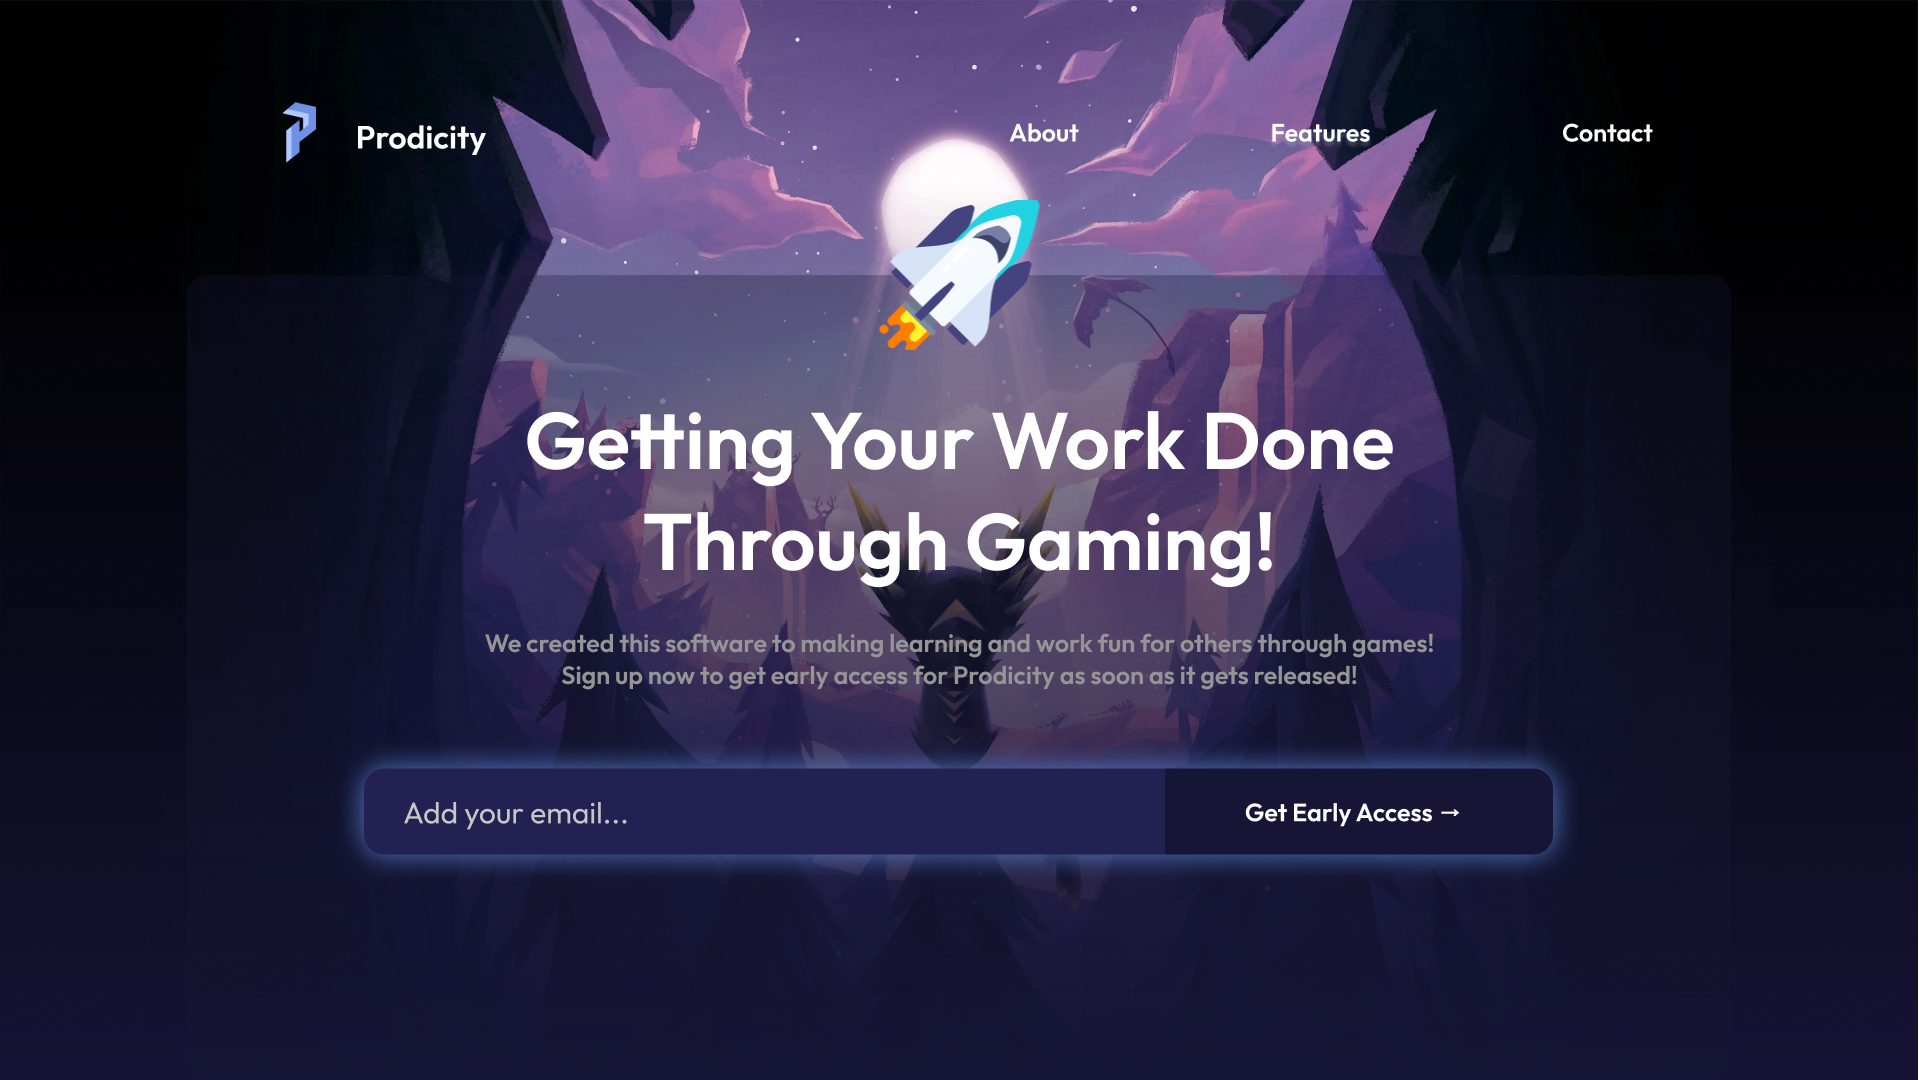 Prodicity
About
Features
Contact
Getting Your Work Done
Through Gaming!
We created this software to making learning and work fun for others through games!
Sign up now to get early access for Prodicity as soon as it gets released!
Add your email...
Get Early Access →